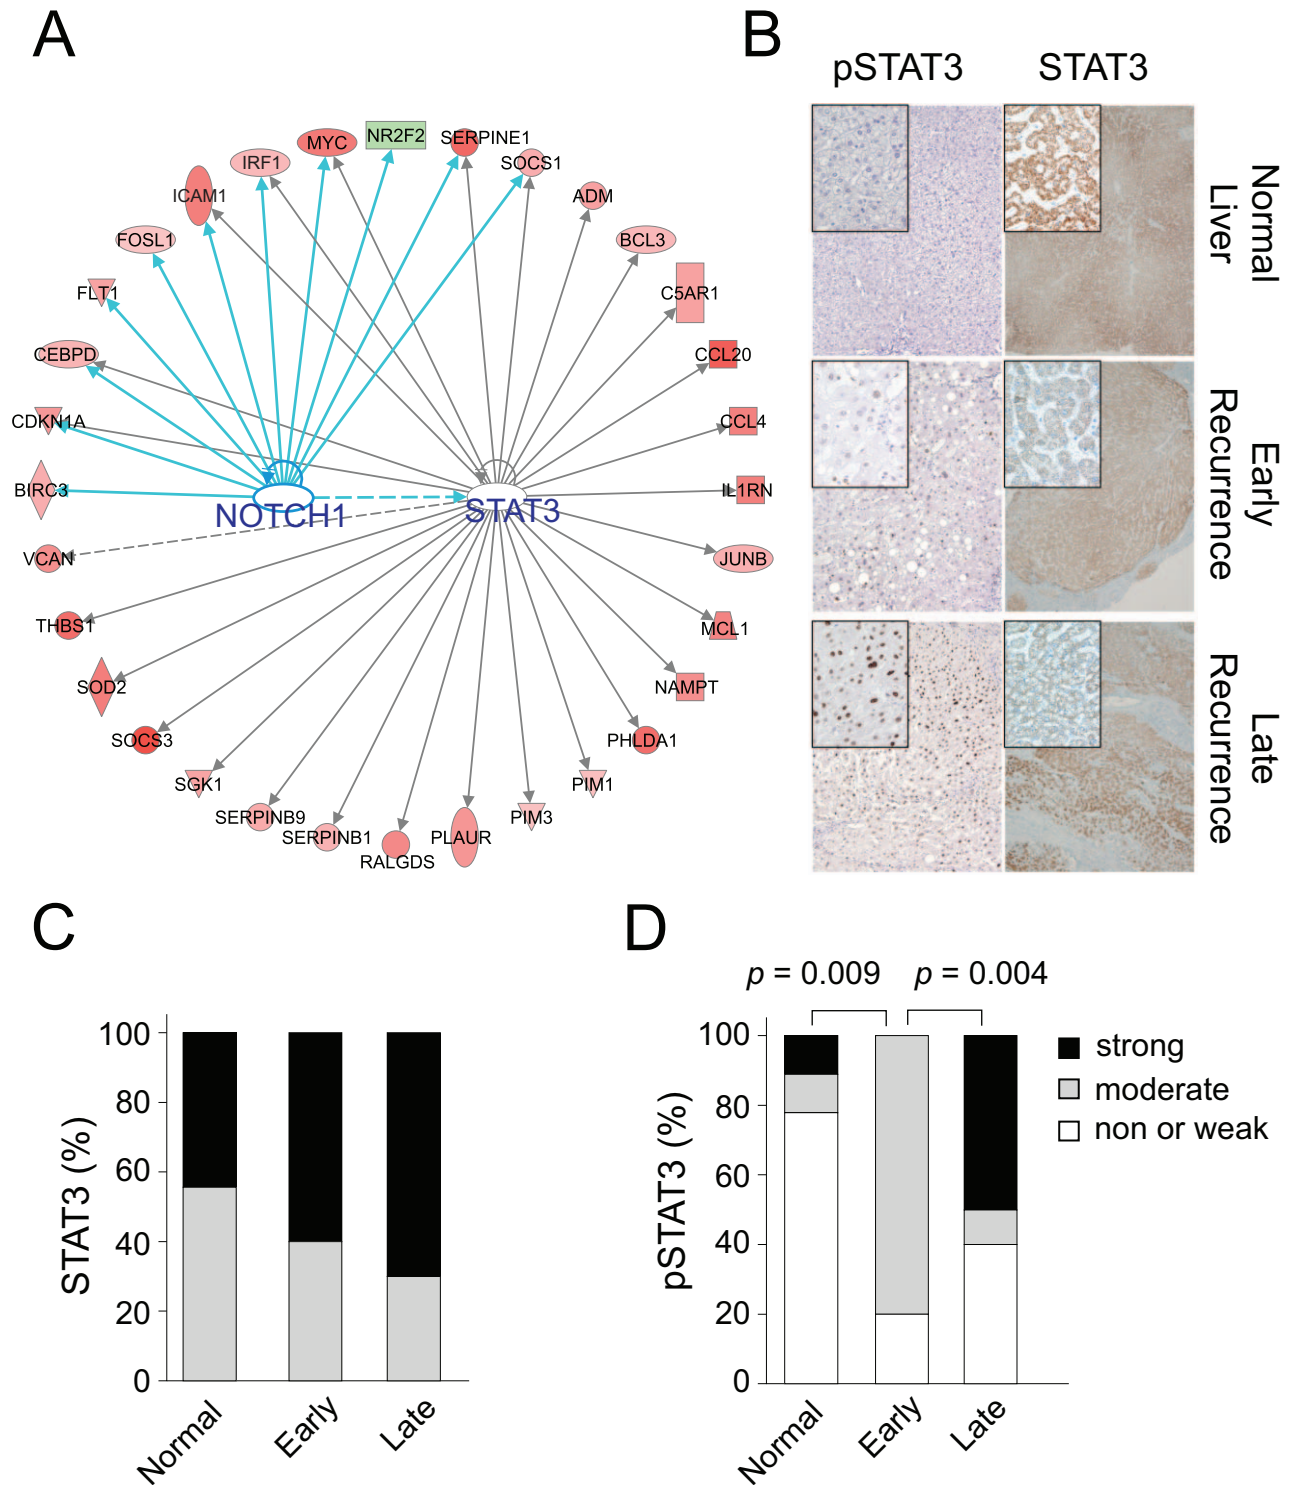 A
B
pSTAT3
STAT3
MYC
NR2F2
SERPINE1
IRF1
SOCS1
ICAM1
ADM
FOSL1
BCL3
FLT1
C5AR1
CEBPD
CCL20
CDKN1A
CCL4
BIRC3
IL1RN
NOTCH1
STAT3
VCAN
JUNB
THBS1
MCL1
SOD2
NAMPT
SOCS3
PHLDA1
SGK1
PIM1
SERPINB9
PIM3
SERPINB1
PLAUR
RALGDS
Normal
Liver
Early
Recurrence
Late
Recurrence
C
STAT3 (%)
100
80
60
40
20
0
Normal
Early
Late
D
p = 0.009
p = 0.004
pSTAT3 (%)
100
80
60
40
20
0
Normal
Early
Late
strong
moderate
non or weak